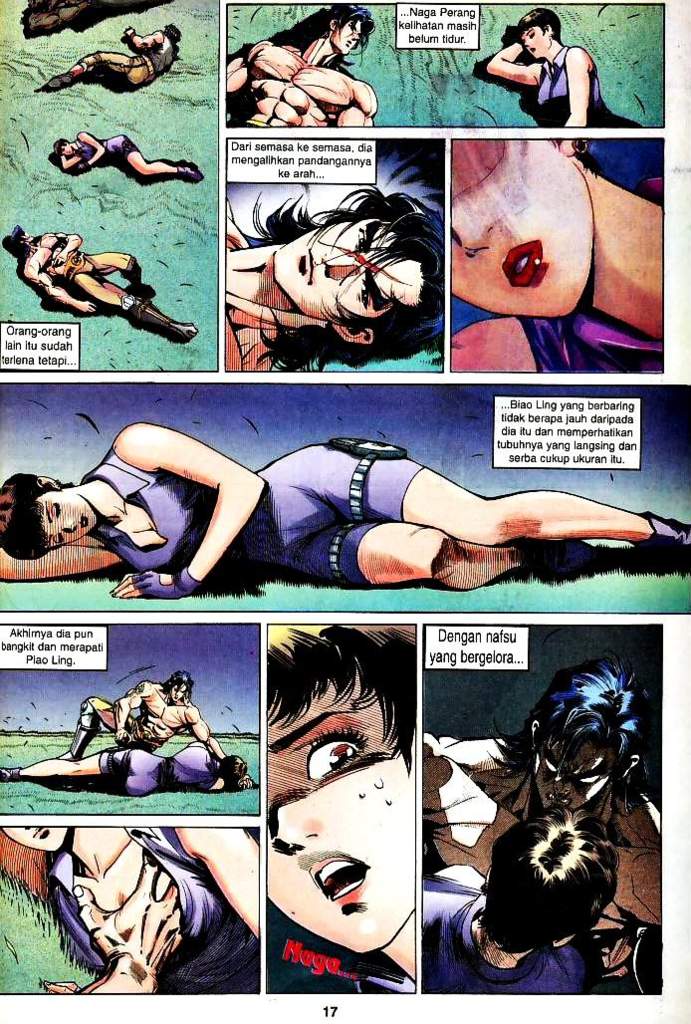 Orang-orang
lain itu sudah
terlena tetapi...
...Naga Perang
kelihatan masih
belum tidur.
Dari semasa ke semasa, dia
mengalihkan pandangannya
ke arah...
...Biao Ling yang berbaring
tidak berapa jauh daripada
dia itu dan memperhatikan
tubuhnya yang langsing dan
serba cukup ukuran itu.
Akhirnya dia pun
bangkit dan merapati
Piao Ling.
Naga...
Dengan nafsu
yang bergelora...
17